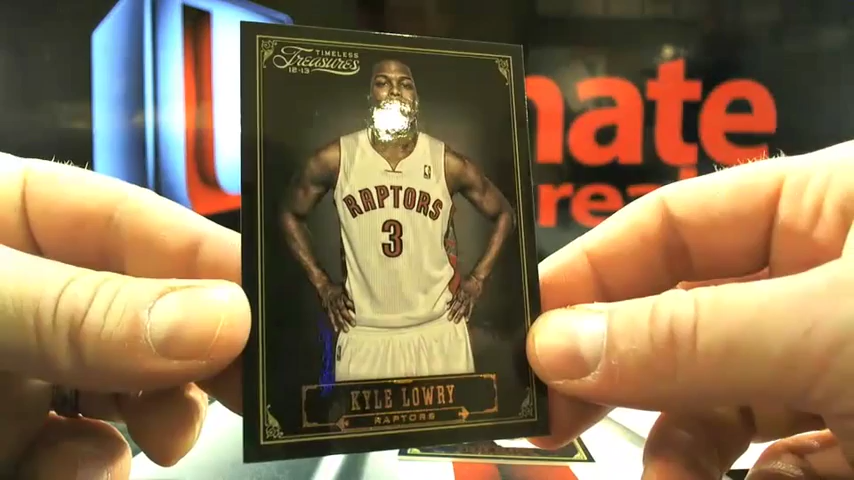 TIMELESS
Treasures
12-13
RAPTORS
3
KYLE LOWRY
RAPTORS
mate
rea